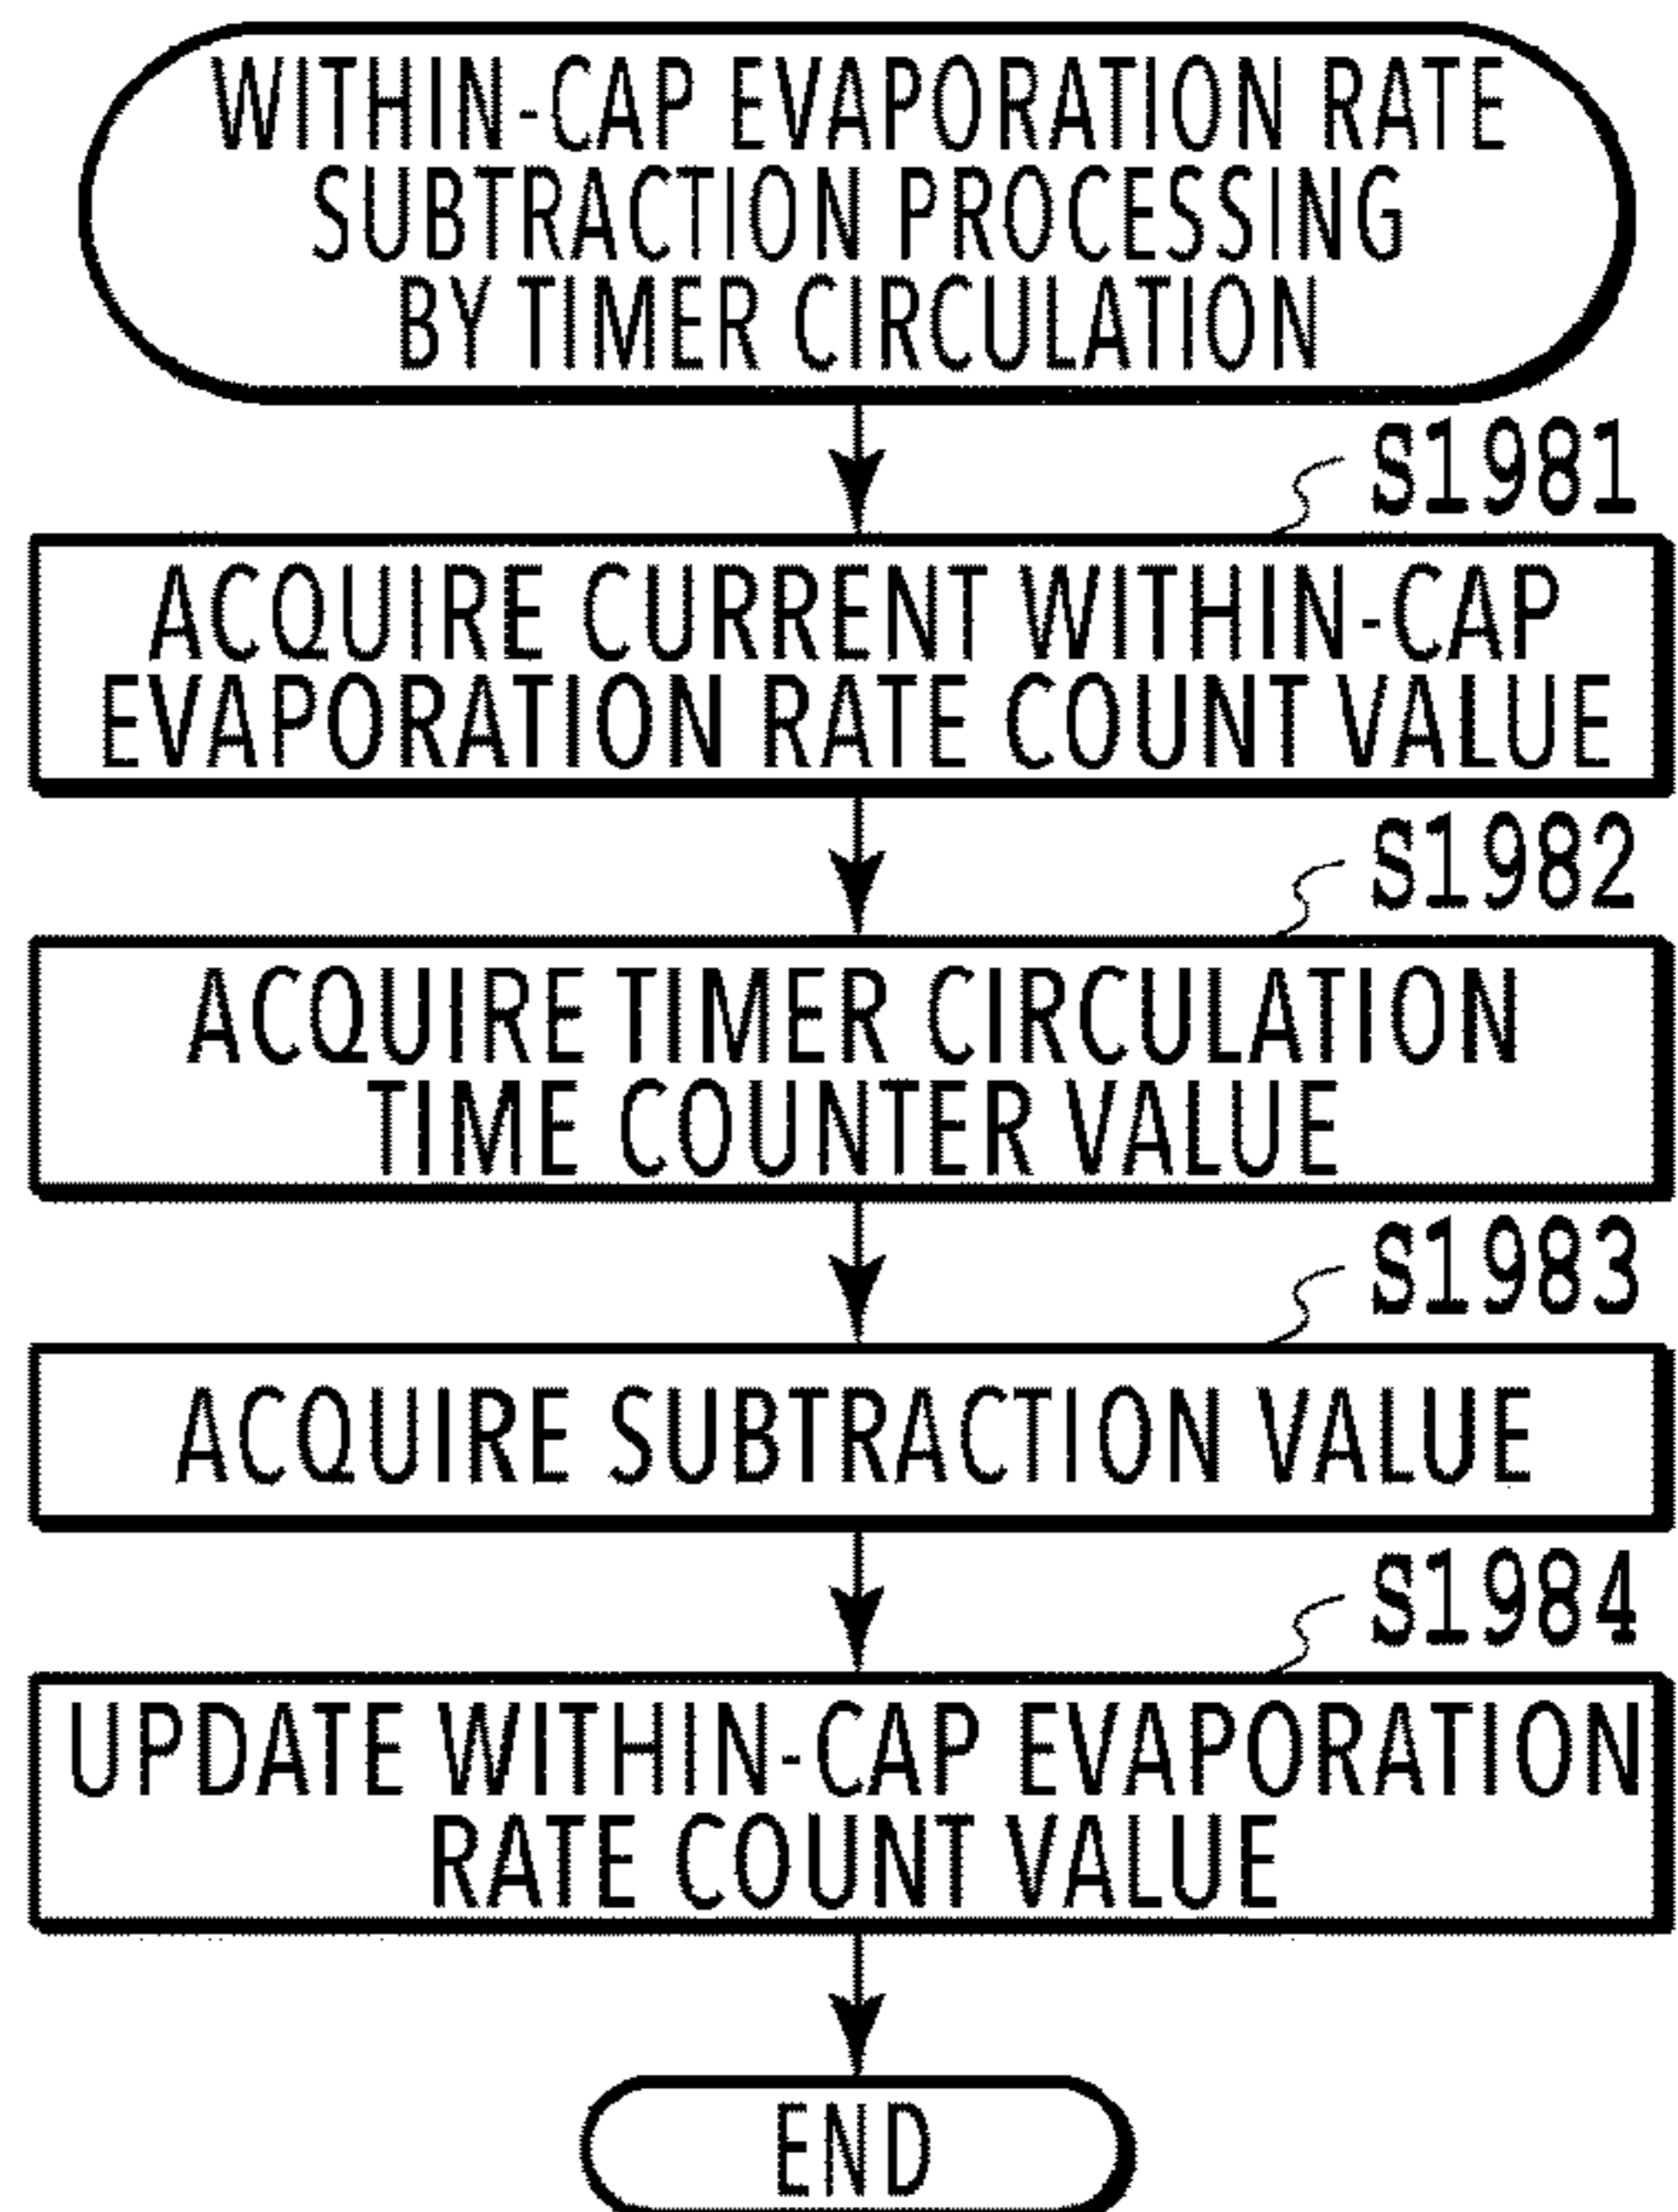 WITHIN-CAP EVAPORATION RATE
SUBTRACTION PROCESSING
BY TIMER CIRCULATION
S1981
ACQUIRE CURRENT WITHIN-CAP
EVAPORATION RATE COUNT VALUE
S1982
ACQUIRE TIMER CIRCULATION
TIME COUNTER VALUE
S1983
ACQUIRE SUBTRACTION VALUE
S1984
UPDATE WITHIN-CAP EVAPORATION
RATE COUNT VALUE
END